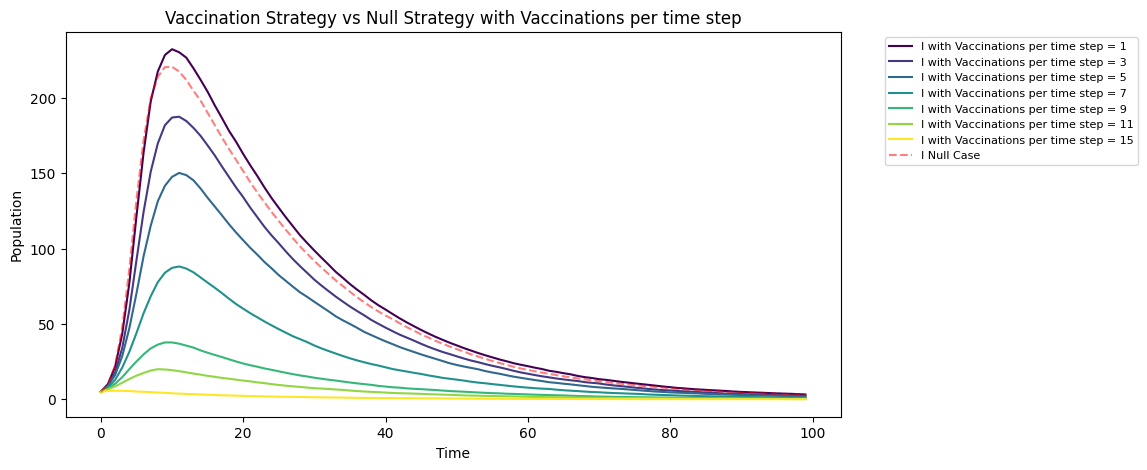 Vaccination Strategy vs Null Strategy with Vaccinations per time step
I with Vaccinations per time step = 1
I with Vaccinations per time step = 3
I with Vaccinations per time step = 5
I with Vaccinations per time step = 7
I with Vaccinations per time step = 9
I with Vaccinations per time step = 11
I with Vaccinations per time step = 15
I Null Case
Population
200
150
100
50
0
0 20 40 60 80 100
Time